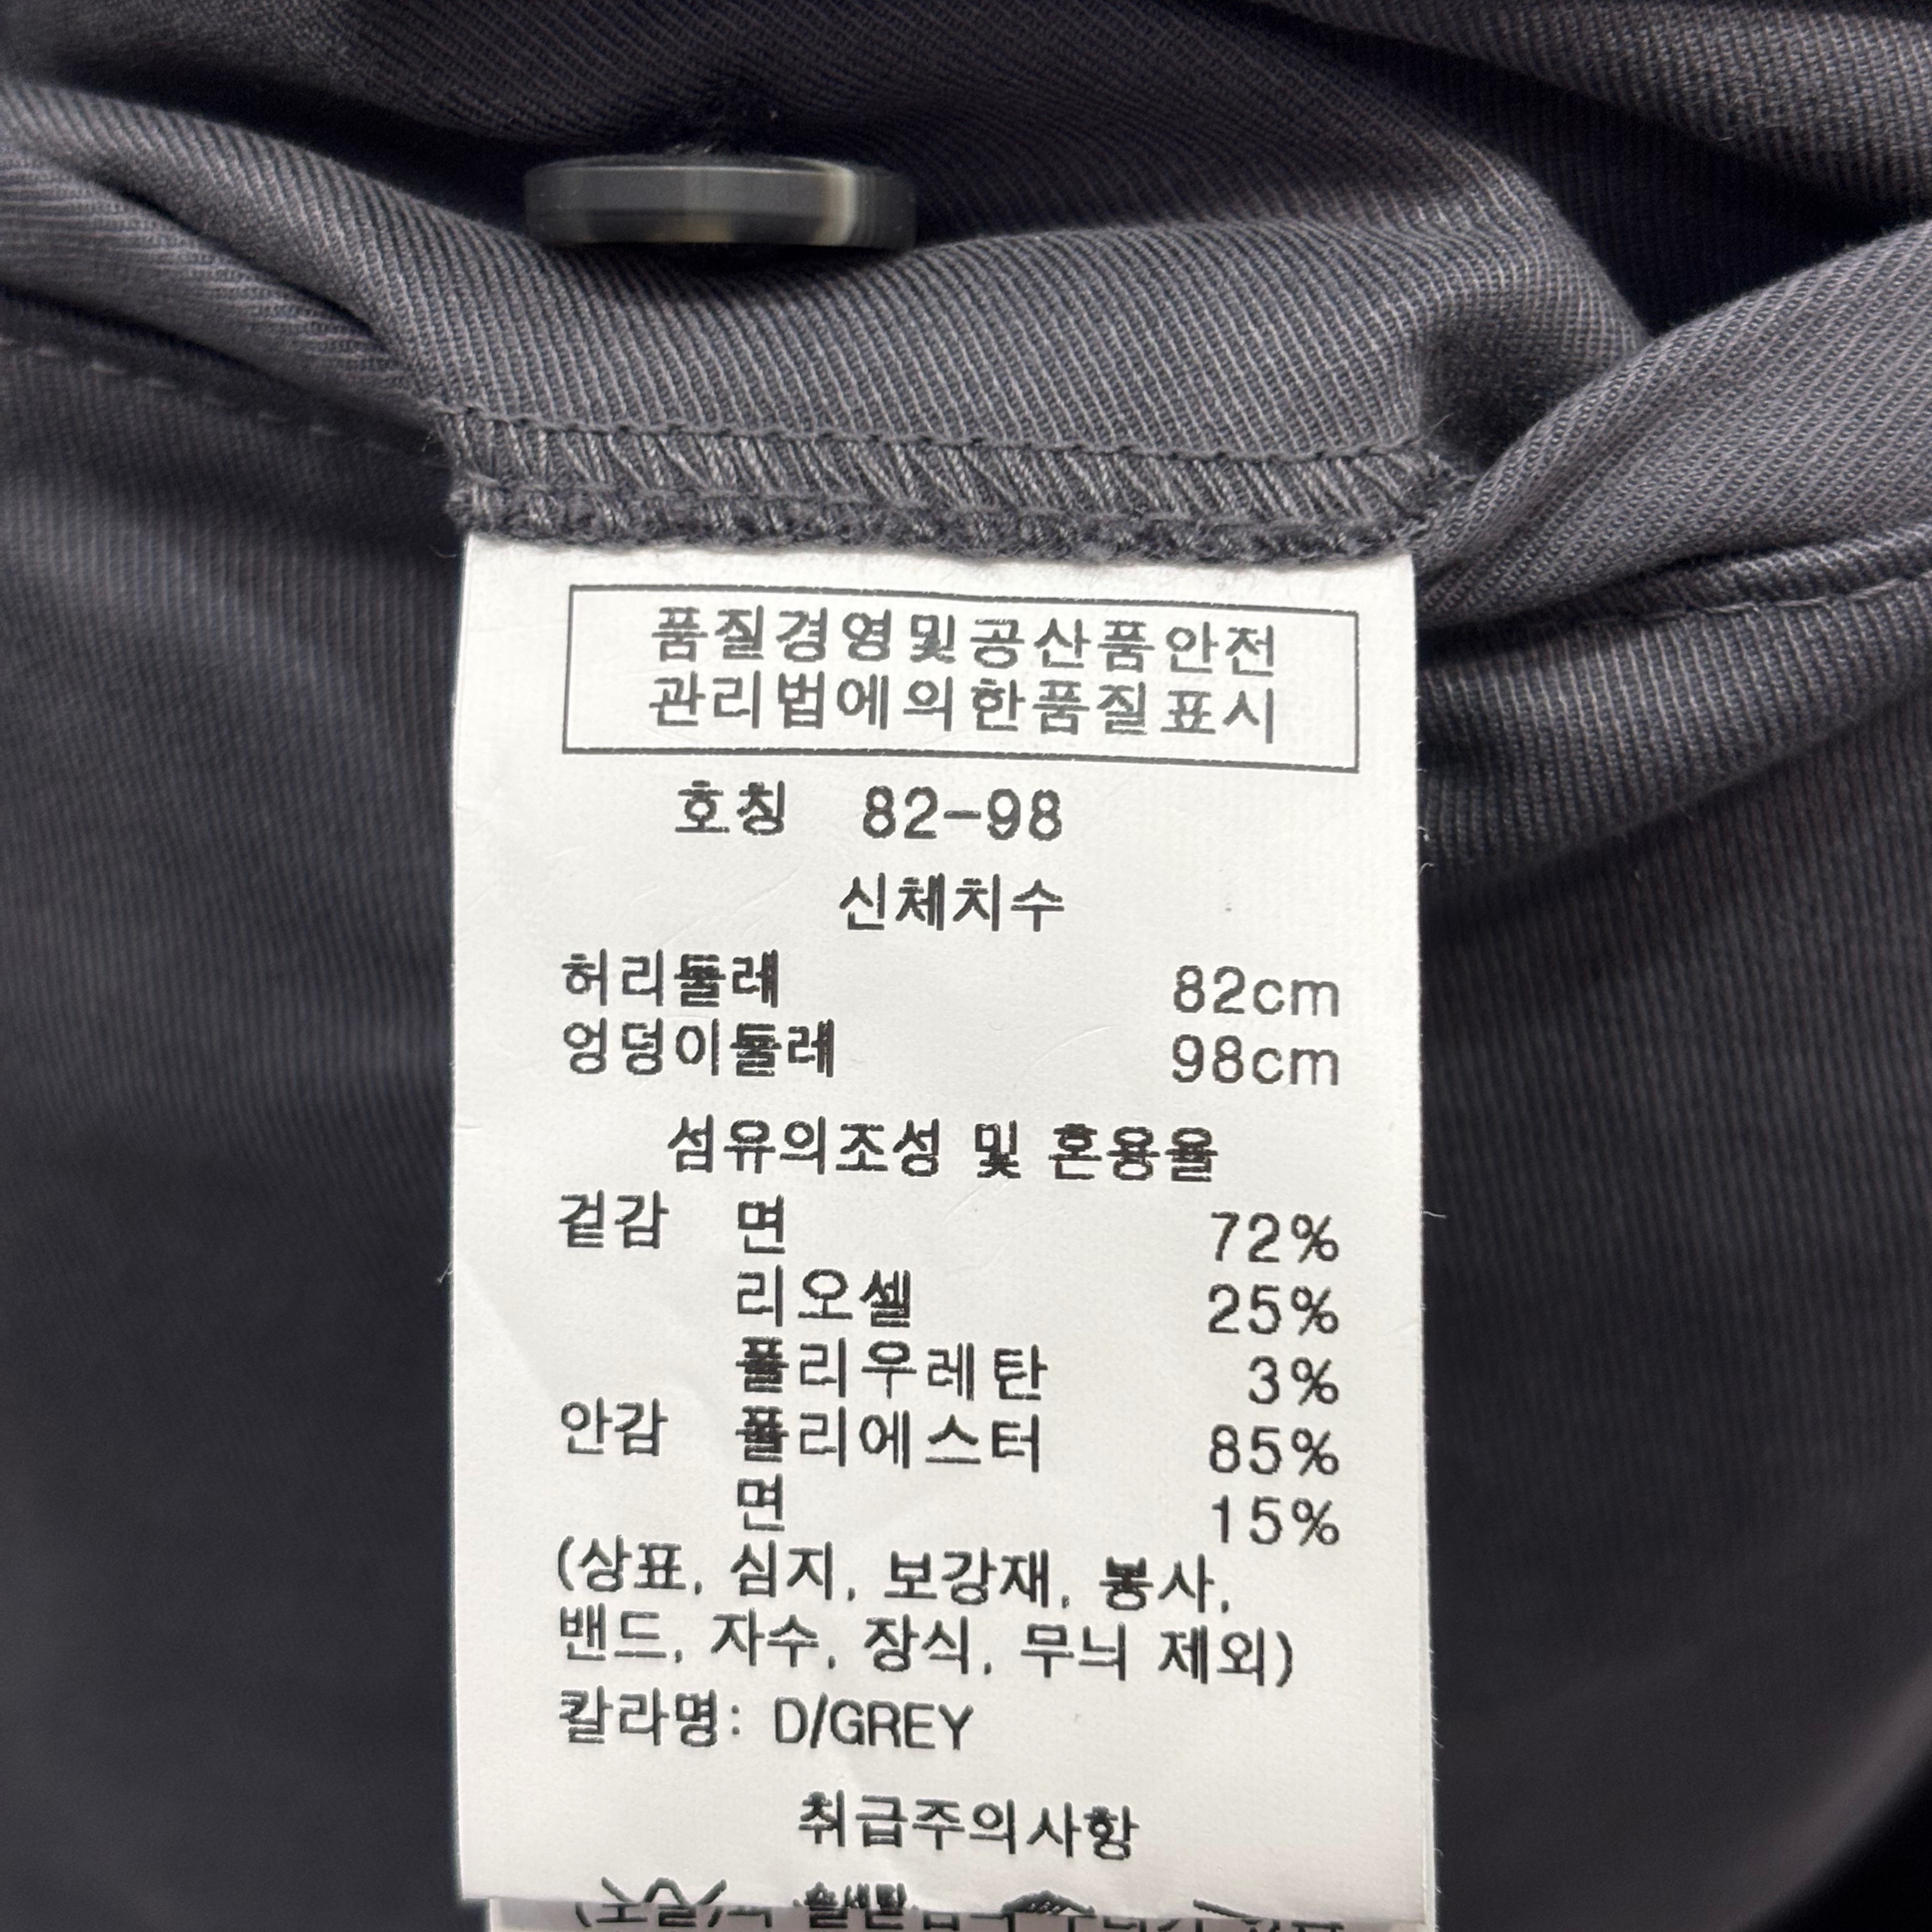 품질경영및공산품안전
관리법에의한품질표시
호칭 82-98
신체치수
허리둘레 82cm
엉덩이둘레 98cm
섬유의조성 및 혼용율
겉감 면 72%
리오셀 25%
폴리우레탄 3%
안감 폴리에스터 85%
면 15%
(상표, 심지, 보강재, 봉사,
밴드, 자수, 장식, 무늬 제외)
칼라명: D/GREY
취급주의사항